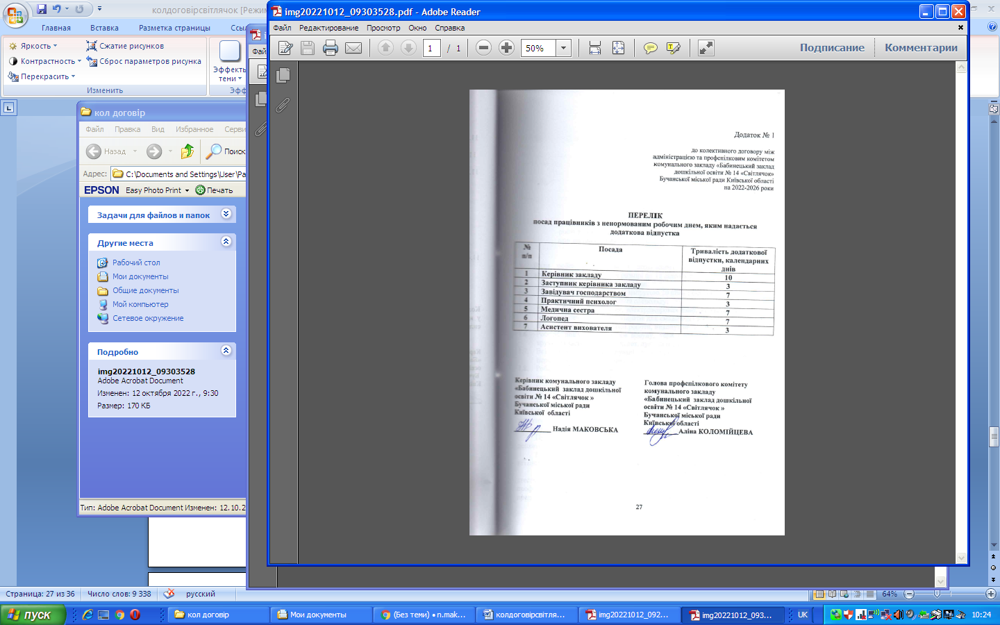 колдоговірсвітлячок [Режим
Главная Вставка Разметка страницы Ссы
Яркость
Контрастность
Перекрасить
Сжатие рисунков
Сброс параметров рисунка
Изменить
Эффекты
тени
Эфф
кол договір
Файл Правка Вид Избранное Серви
Назад Поиск
Адрес: C:\Documents and Settings\User\Ра
EPSON Easy Photo Print Печать
Задачи для файлов и папок
Другие места
Рабочий стол
Мои документы
Общие документы
Мой компьютер
Сетевое окружение
Подробно
img20221012_09303528
Adobe Acrobat Document
Изменен: 12 октября 2022 г., 9:30
Размер: 170 КБ
Тип: Adobe Acrobat Document Изменен: 12.10.2
img20221012_09303528.pdf - Adobe Reader
Файл Редактирование Просмотр Окно Справка
1 / 1 50% Подписание Комментарии
Додаток № 1
до колективного договору між
адміністрацією та профспілковим комітетом
комунального закладу «Бабинецький заклад
дошкільної освіти № 14 «Світлячок»
Бучанської міської ради Київської області
на 2022-2026 роки
ПЕРЕЛІК
посад працівників з ненормованим робочим днем, яким надається
додаткова відпустка
№ п/п Посада Тривалість додаткової відпустки, календарних днів
1 Керівник закладу 10
2 Заступник керівника закладу 3
3 Завідувач господарством 7
4 Практичний психолог 3
5 Медична сестра 7
6 Логопед 7
7 Асистент вихователя 3
Керівник комунального закладу
«Бабинецький заклад дошкільної
освіти № 14 «Світлячок »
Бучанської міської ради
Київської області
Надія МАКОВСЬКА
Голова профспілкового комітету
комунального закладу
«Бабинецький заклад дошкільної
освіти № 14 «Світлячок »
Бучанської міської ради
Київської області
Аліна КОЛОМІЙЦЕВА
27
Страница: 27 из 36 Число слов: 9 338 русский 64%
пуск кол договір Мои документы (Без теми) • n.mak... колдоговірсвітля... img20221012_092... img20221012_093... UK 10:24